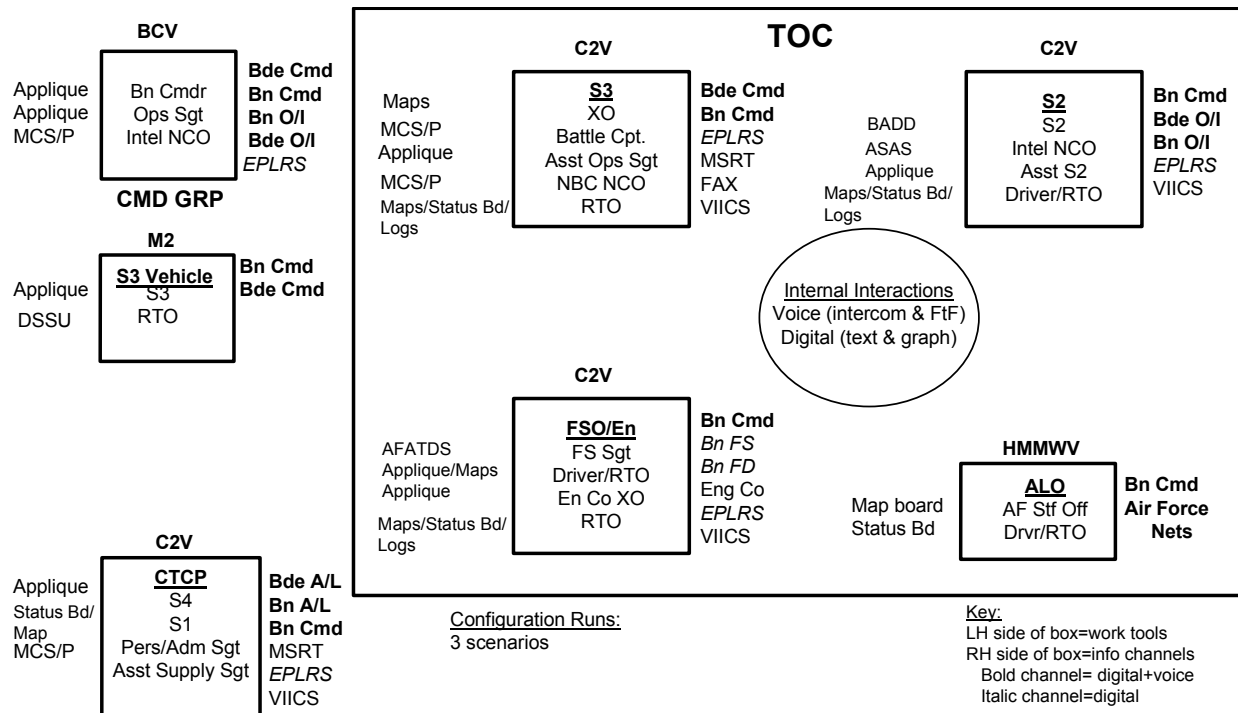 TOC
BCV
Applique
Applique
MCS/P
Bn Cmdr
Ops Sgt
Intel NCO
Bde Cmd
Bn Cmd
Bn O/I
Bde O/I
EPLRS
CMD GRP
M2
Applique
DSSU
S3 Vehicle
S3
RTO
Bn Cmd
Bde Cmd
C2V
Applique
Status Bd/
Map
MCS/P
CTCP
S4
S1
Pers/Adm Sgt
Asst Supply Sgt
Bde A/L
Bn A/L
Bn Cmd
MSRT
EPLRS
VIICS
C2V
Maps
MCS/P
Applique
MCS/P
Maps/Status Bd/
Logs
S3
XO
Battle Cpt.
Asst Ops Sgt
NBC NCO
RTO
Bde Cmd
Bn Cmd
EPLRS
MSRT
FAX
VIICS
C2V
BADD
ASAS
Applique
Maps/Status Bd/
Logs
S2
S2
Intel NCO
Asst S2
Driver/RTO
Bn Cmd
Bde O/I
Bn O/I
EPLRS
VIICS
Internal Interactions
Voice (intercom & FtF)
Digital (text & graph)
C2V
AFATDS
Applique/Maps
Applique
Maps/Status Bd/
Logs
FSO/En
FS Sgt
Driver/RTO
En Co XO
RTO
Bn Cmd
Bn FS
Bn FD
Eng Co
EPLRS
VIICS
HMMWV
Map board
Status Bd
ALO
AF Stf Off
Drvr/RTO
Bn Cmd
Air Force
Nets
Configuration Runs:
3 scenarios
Key:
LH side of box=work tools
RH side of box=info channels
Bold channel= digital+voice
Italic channel=digital